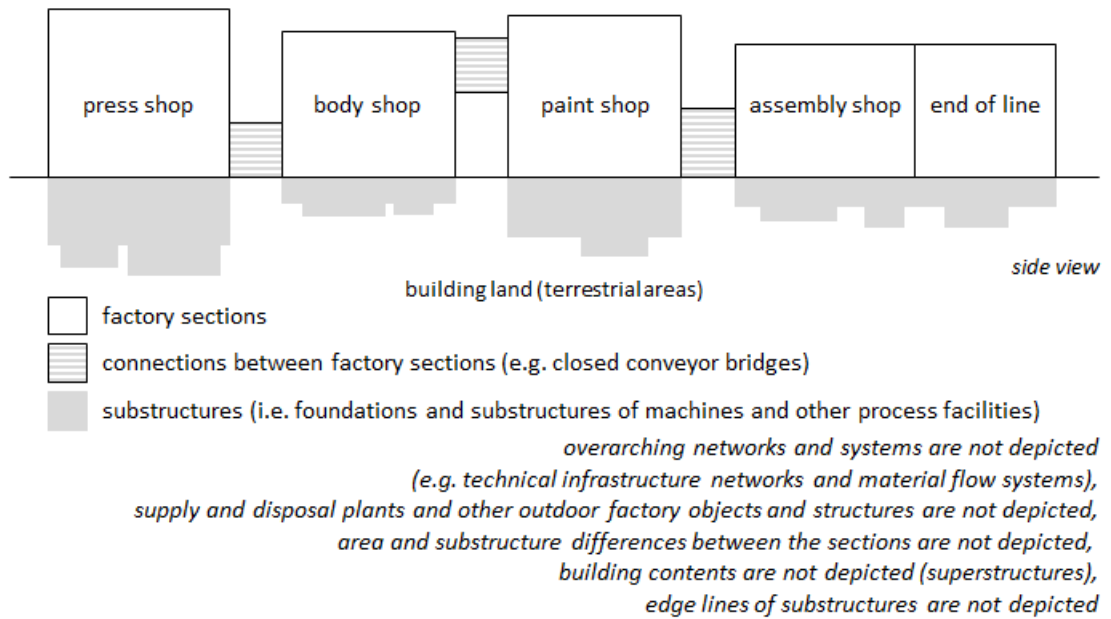 press shop
body shop
paint shop
assembly shop
end of line
side view
building land (terrestrial areas)
factory sections
connections between factory sections (e.g. closed conveyor bridges)
substructures (i.e. foundations and substructures of machines and other process facilities)
overarching networks and systems are not depicted
(e.g. technical infrastructure networks and material flow systems),
supply and disposal plants and other outdoor factory objects and structures are not depicted,
area and substructure differences between the sections are not depicted,
building contents are not depicted (superstructures),
edge lines of substructures are not depicted